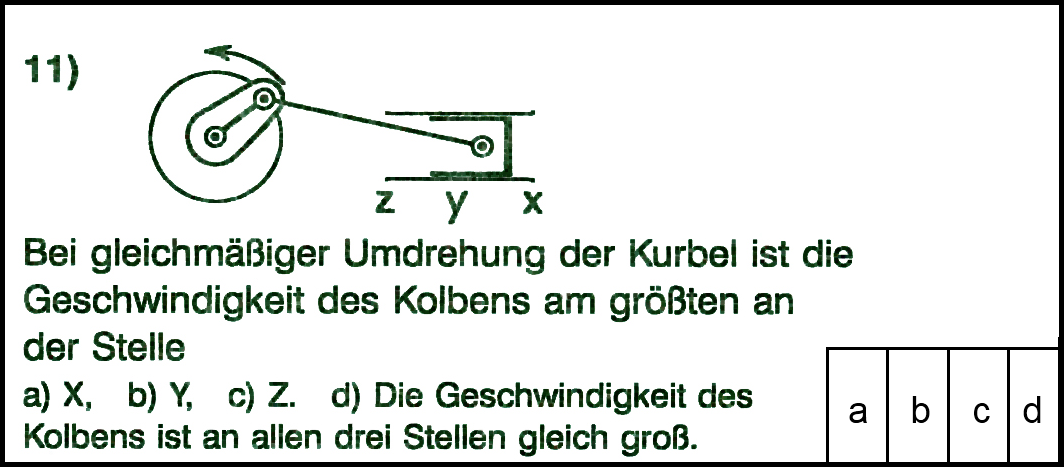 11)
z y x
Bei gleichmäßiger Umdrehung der Kurbel ist die
Geschwindigkeit des Kolbens am größten an
der Stelle
a) X, b) Y, c) Z. d) Die Geschwindigkeit des
Kolbens ist an allen drei Stellen gleich groß.
a b c d